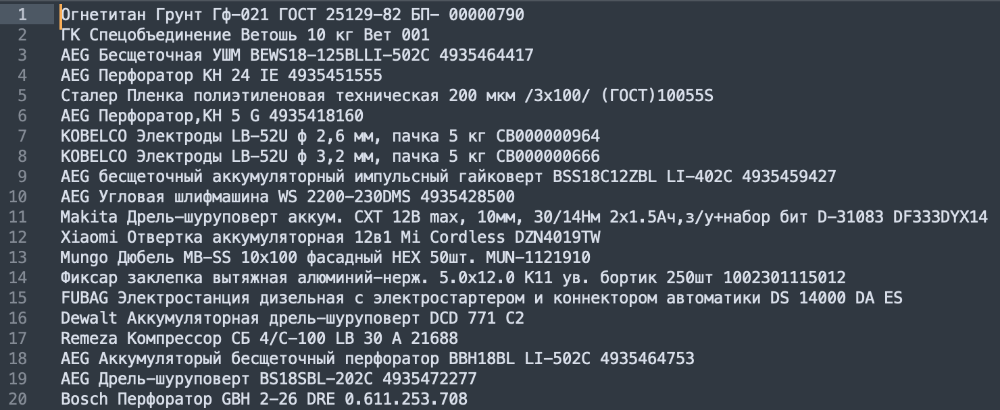 1 Огнетитан Грунт Гф-021 ГОСТ 25129-82 БП- 00000790
2 ГК Спецобъединение Ветошь 10 кг Вет 001
3 AEG Бесщеточная УШМ BEWS18-125BLLI-502C 4935464417
4 AEG Перфоратор KH 24 IE 4935451555
5 Сталер Пленка полиэтиленовая техническая 200 мкм /3х100/ (ГОСТ)10055S
6 AEG Перфоратор,KH 5 G 4935418160
7 KOBELCO Электроды LB-52U ф 2,6 мм, пачка 5 кг СВ000000964
8 KOBELCO Электроды LB-52U ф 3,2 мм, пачка 5 кг СВ000000666
9 AEG бесщеточный аккумуляторный импульсный гайковерт BSS18C12ZBL LI-402C 4935459427
10 AEG Угловая шлифмашина WS 2200-230DMS 4935428500
11 Makita Дрель-шуруповерт аккум. CXT 12В max, 10мм, 30/14Нм 2x1.5Ач,з/у+набор бит D-31083 DF333DYX14
12 Xiaomi Отвертка аккумуляторная 12в1 Mi Cordless DZN4019TW
13 Mungo Дюбель MB-SS 10x100 фасадный HEX 50шт. MUN-1121910
14 Фиксар заклепка вытяжная алюминий-нерж. 5.0х12.0 К11 ув. бортик 250шт 1002301115012
15 FUBAG Электростанция дизельная с электростартером и коннектором автоматики DS 14000 DA ES
16 Dewalt Аккумуляторная дрель-шуруповерт DCD 771 C2
17 Remeza Компрессор СБ 4/С-100 LB 30 А 21688
18 AEG Аккумуляторый бесщеточный перфоратор BBH18BL LI-502C 4935464753
19 AEG Дрель-шуруповерт BS18SBL-202C 4935472277
20 Bosch Перфоратор GBH 2-26 DRE 0.611.253.708